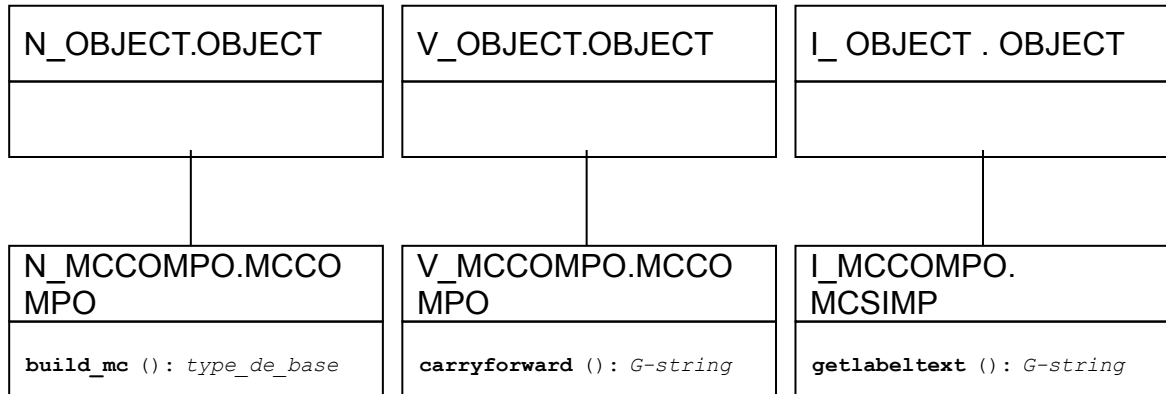 N_OBJECT.OBJECT
V_OBJECT.OBJECT
I_ OBJECT . OBJECT
N_MCCOMPO.MCCO
MPO
V_MCCOMPO.MCCO
MPO
I_MCCOMPO.
MCSIMP
build_mc (): type_de_base
carryforward (): G-string
getlabeltext (): G-string